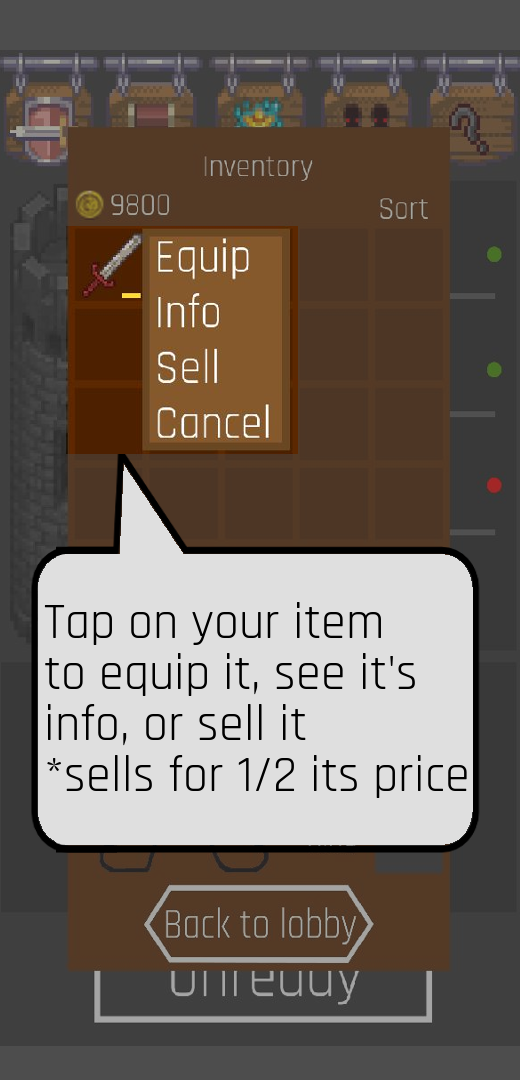 Inventory
9800
Sort
Equip
Info
Sell
Cancel
Tap on your item
to equip it, see it's
info, or sell it
*sells for 1/2 its price
Back to lobby
Unready